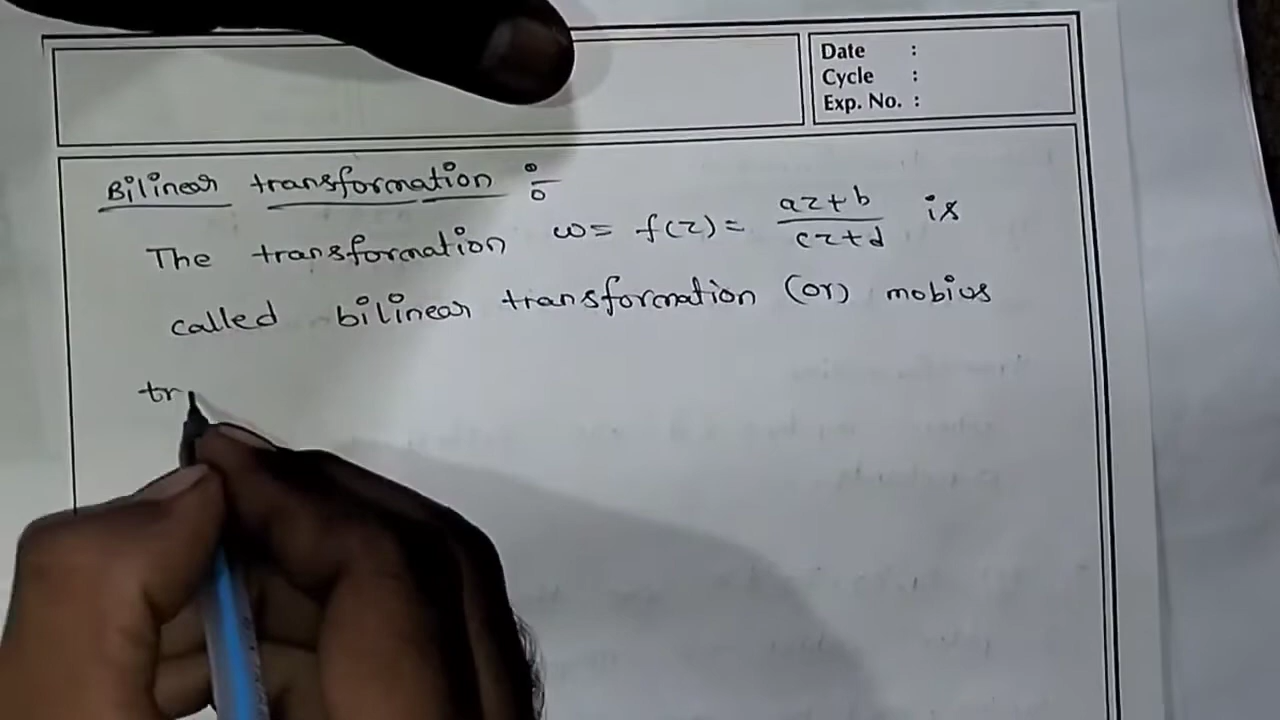 Date :
Cycle :
Exp. No. :
Bilinear transformation :-
The transformation w = f(z) = az+b / cz+d is
called bilinear transformation (or) mobius
tr